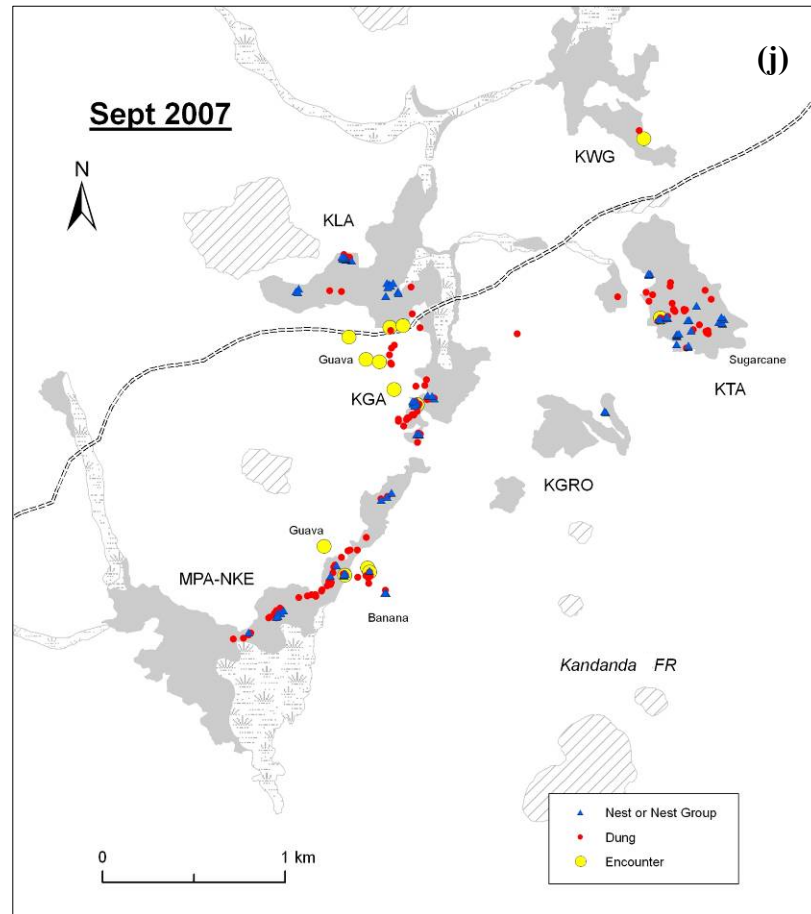 (j)
Sept 2007
KWG
N
KLA
Guava
Sugarcane
KTA
KGA
KGRO
Guava
MPA-NKE
Banana
Kandanda FR
Nest or Nest Group
Dung
Encounter
0 1 km